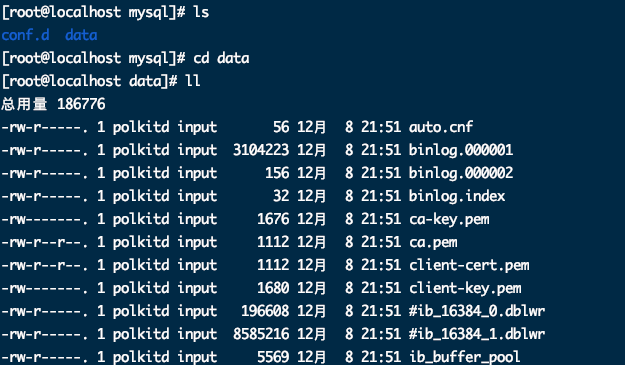 [root@localhost mysql]# ls
conf.d  data
[root@localhost mysql]# cd data
[root@localhost data]# ll
总用量 186776
-rw-r-----. 1 polkitd input      56 12月  8 21:51 auto.cnf
-rw-r-----. 1 polkitd input 3104223 12月  8 21:51 binlog.000001
-rw-r-----. 1 polkitd input     156 12月  8 21:51 binlog.000002
-rw-r-----. 1 polkitd input      32 12月  8 21:51 binlog.index
-rw-------. 1 polkitd input    1676 12月  8 21:51 ca-key.pem
-rw-r--r--. 1 polkitd input    1112 12月  8 21:51 ca.pem
-rw-r--r--. 1 polkitd input    1112 12月  8 21:51 client-cert.pem
-rw-------. 1 polkitd input    1680 12月  8 21:51 client-key.pem
-rw-r-----. 1 polkitd input  196608 12月  8 21:51 #ib_16384_0.dblwr
-rw-r-----. 1 polkitd input 8585216 12月  8 21:51 #ib_16384_1.dblwr
-rw-r-----. 1 polkitd input    5569 12月  8 21:51 ib_buffer_pool